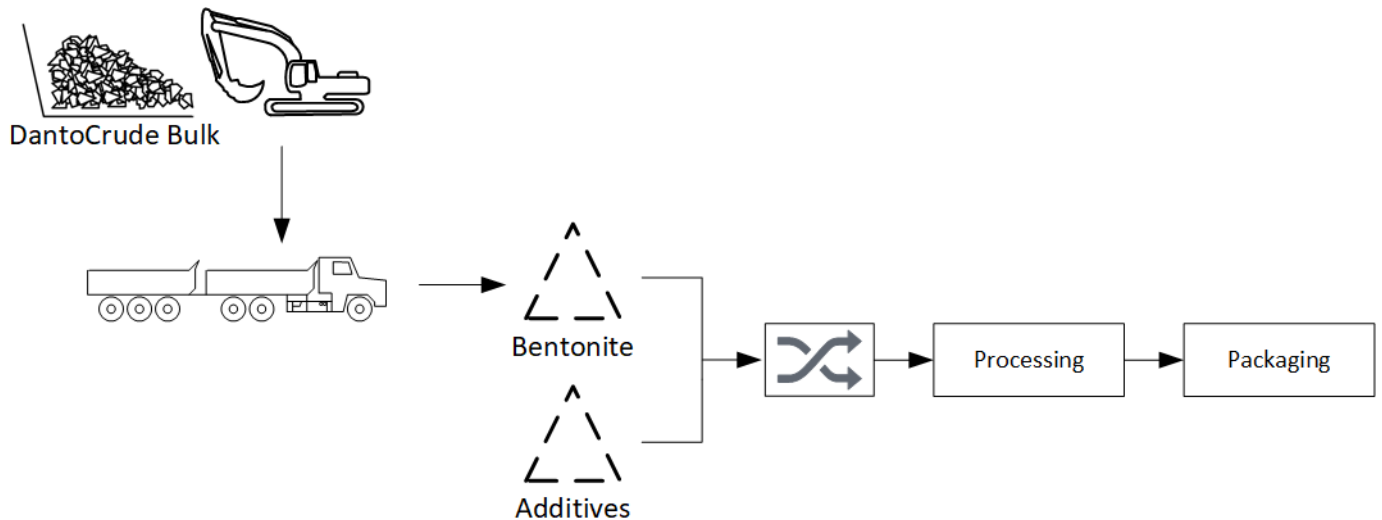 DantoCrude Bulk
Bentonite
Additives
Processing
Packaging